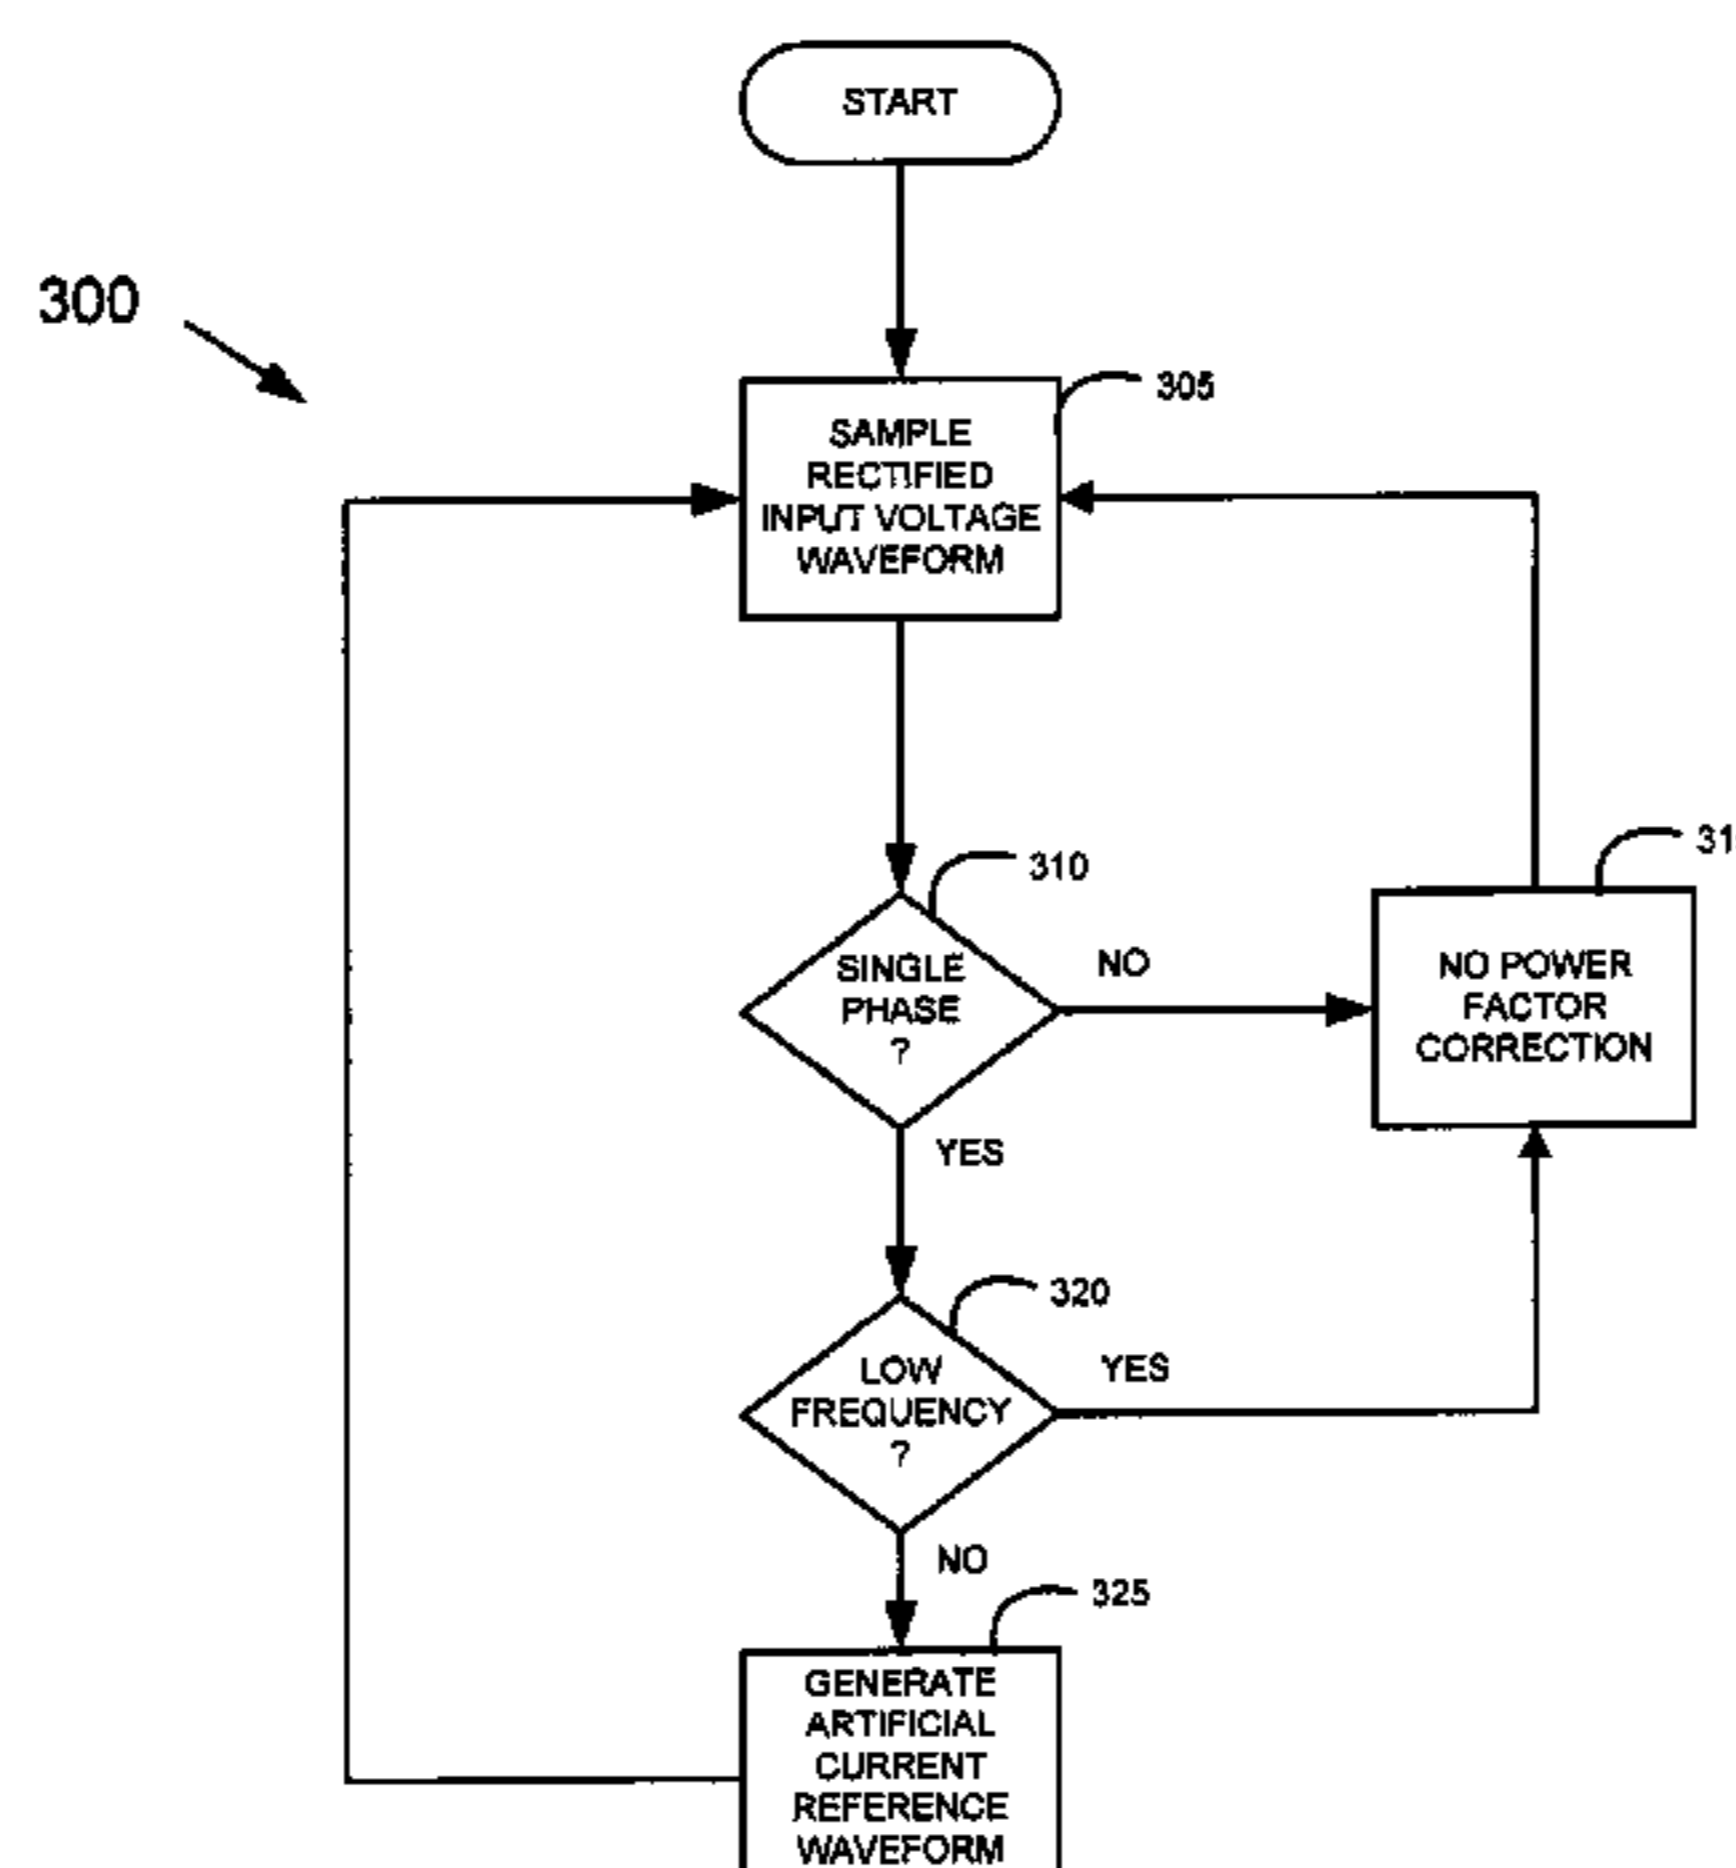 START
300
305
SAMPLE
RECTIFIED
INPUT VOLTAGE
WAVEFORM
310
31
SINGLE
PHASE
?
NO
NO POWER
FACTOR
CORRECTION
YES
320
LOW
FREQUENCY
?
YES
NO
325
GENERATE
ARTIFICIAL
CURRENT
REFERENCE
WAVEFORM